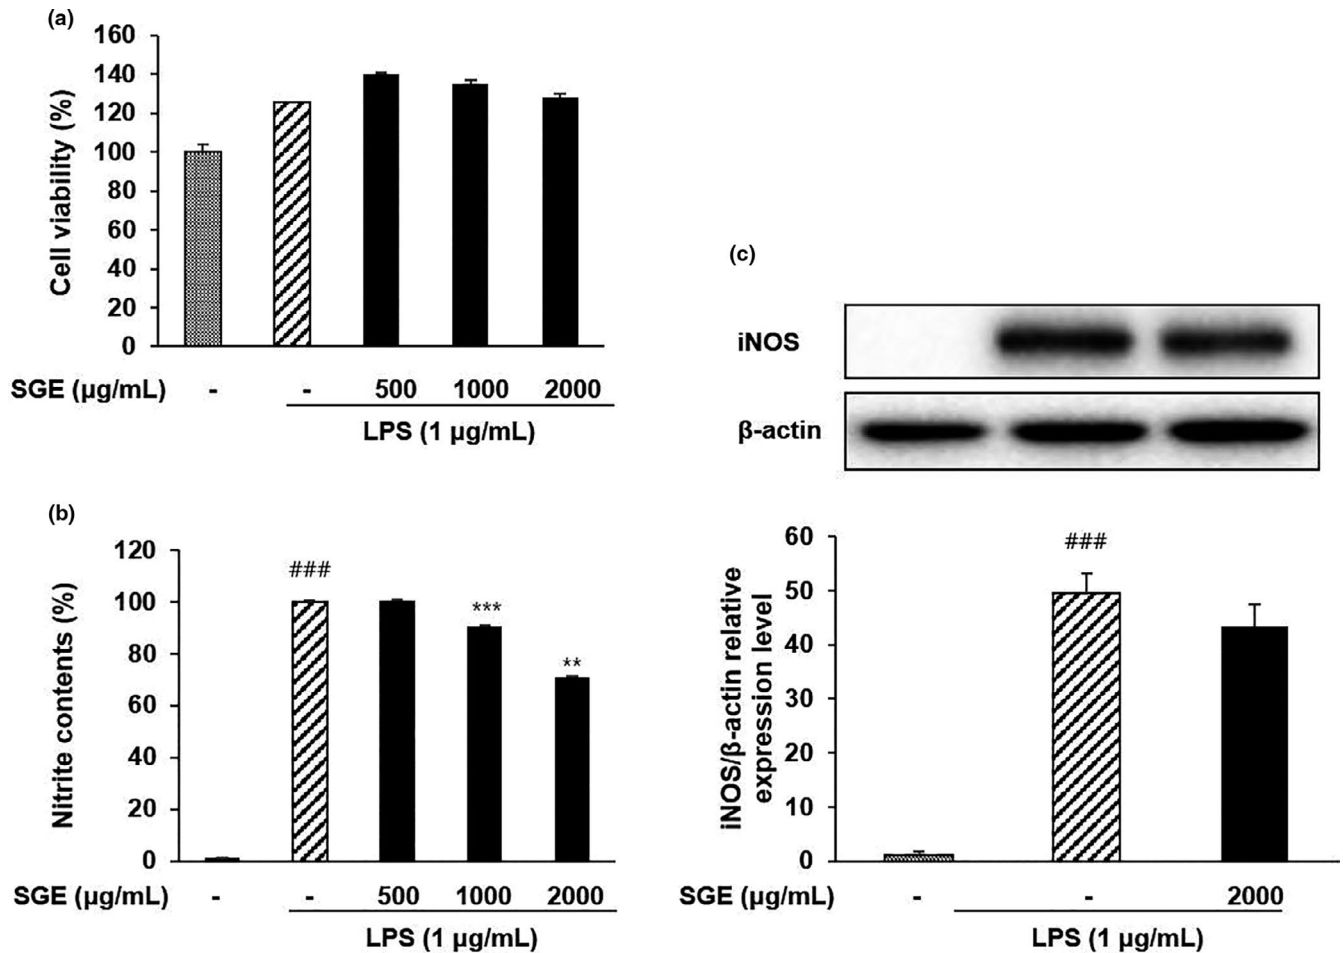 (a)
160
140
120
100
80
60
40
20
0
Cell viability (%)
SGE (µg/mL) - - 500 1000 2000
LPS (1 µg/mL)
(b)
120
100
80
60
40
20
0
Nitrite contents (%)
###
***
**
SGE (µg/mL) - - 500 1000 2000
LPS (1 µg/mL)
(c)
iNOS
β-actin
60
50
40
30
20
10
0
iNOS/β-actin relative
expression level
###
SGE (µg/mL) - - 2000
LPS (1 µg/mL)